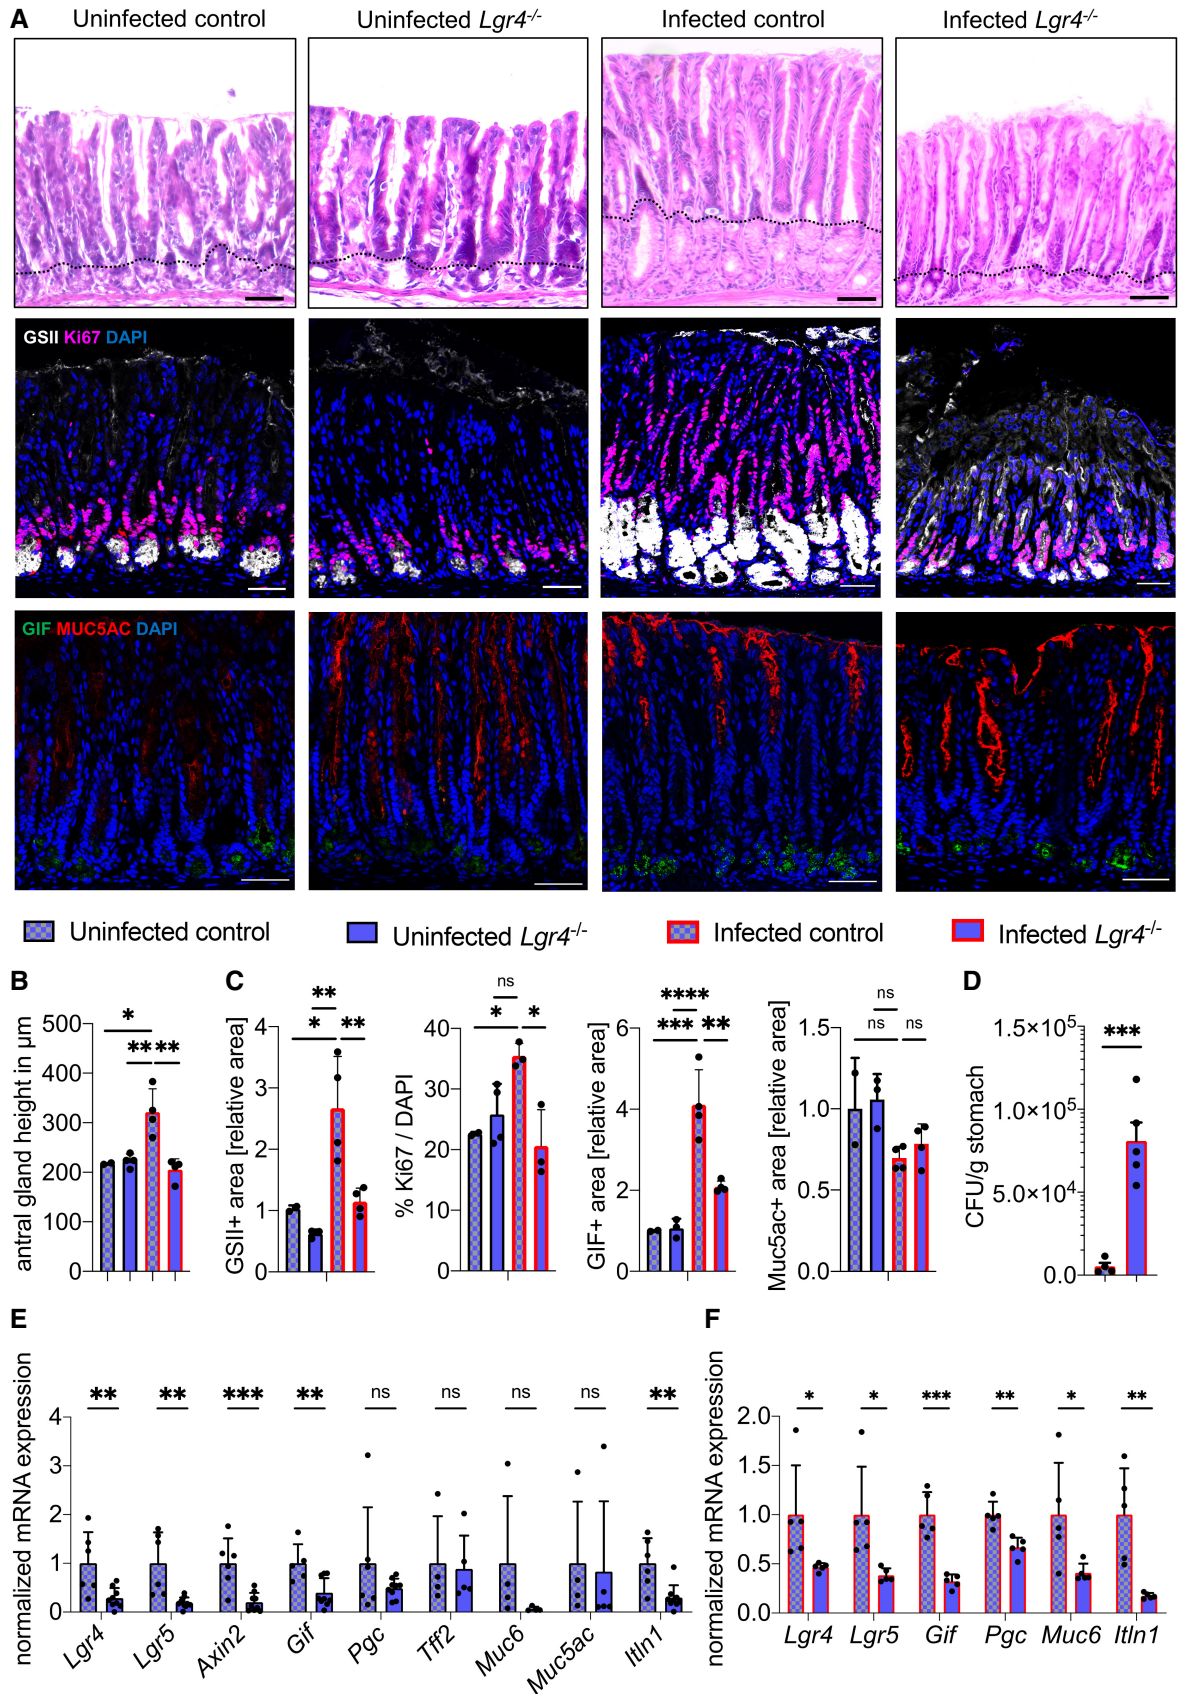 A
Uninfected control
Uninfected Lgr4-/-
Infected control
Infected Lgr4-/-
GSII Ki67 DAPI
GIF MUC5AC DAPI
Uninfected control
Uninfected Lgr4-/-
Infected control
Infected Lgr4-/-
B
antral gland height in µm
500
400
300
200
100
0
*
**
**
C
GSII+ area [relative area]
4
3
2
1
0
**
*
**
% Ki67 / DAPI
40
30
20
10
0
ns
*
*
GIF+ area [relative area]
6
4
2
0
****
***
**
Muc5ac+ area [relative area]
1.5
1.0
0.5
0.0
ns
ns
ns
D
CFU/g stomach
1.5×10⁵
1.0×10⁵
5.0×10⁴
0.0
***
E
normalized mRNA expression
4
3
2
1
0
**
**
***
**
ns
ns
ns
ns
**
Lgr4
Lgr5
Axin2
Gif
Pgc
Tff2
Muc6
Muc5ac
Itln1
F
normalized mRNA expression
2.0
1.5
1.0
0.5
0.0
*
*
***
**
*
**
Lgr4
Lgr5
Gif
Pgc
Muc6
Itln1